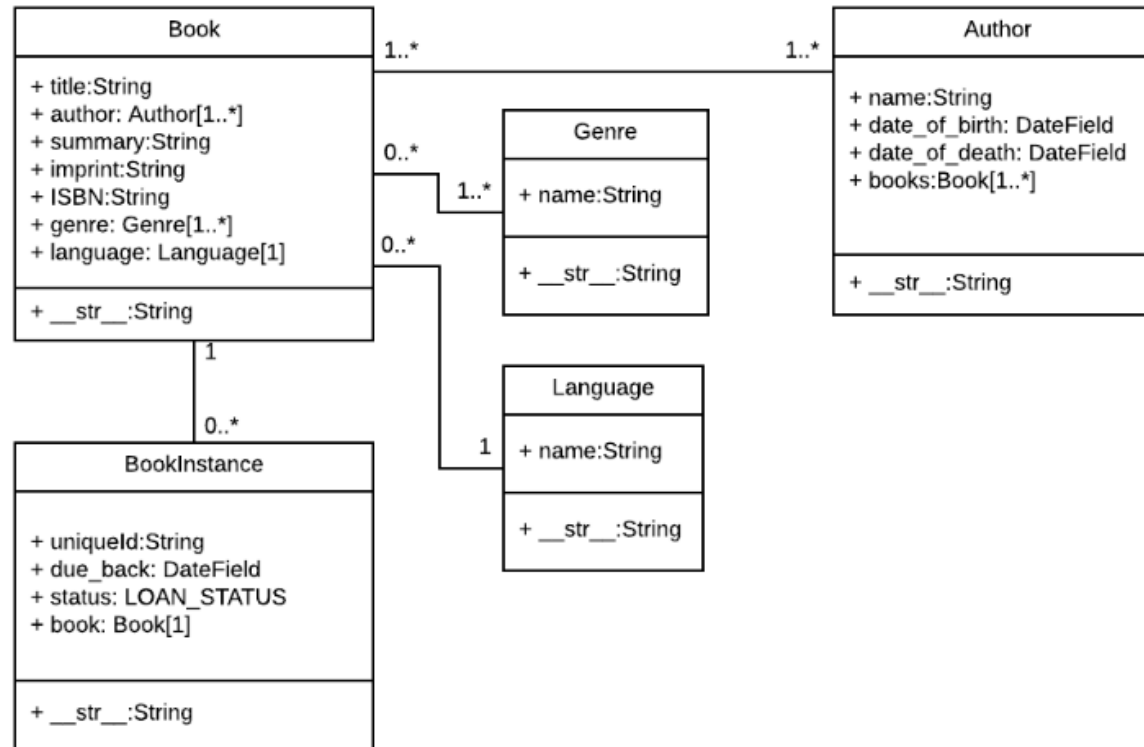 Book
+ title:String
+ author: Author[1..*]
+ summary:String
+ imprint:String
+ ISBN:String
+ genre: Genre[1..*]
+ language: Language[1]
+ __str__:String
1..*
1..*
0..*
1..*
0..*
1
1
0..*
Author
+ name:String
+ date_of_birth: DateField
+ date_of_death: DateField
+ books:Book[1..*]
+ __str__:String
Genre
+ name:String
+ __str__:String
Language
+ name:String
+ __str__:String
BookInstance
+ uniqueId:String
+ due_back: DateField
+ status: LOAN_STATUS
+ book: Book[1]
+ __str__:String